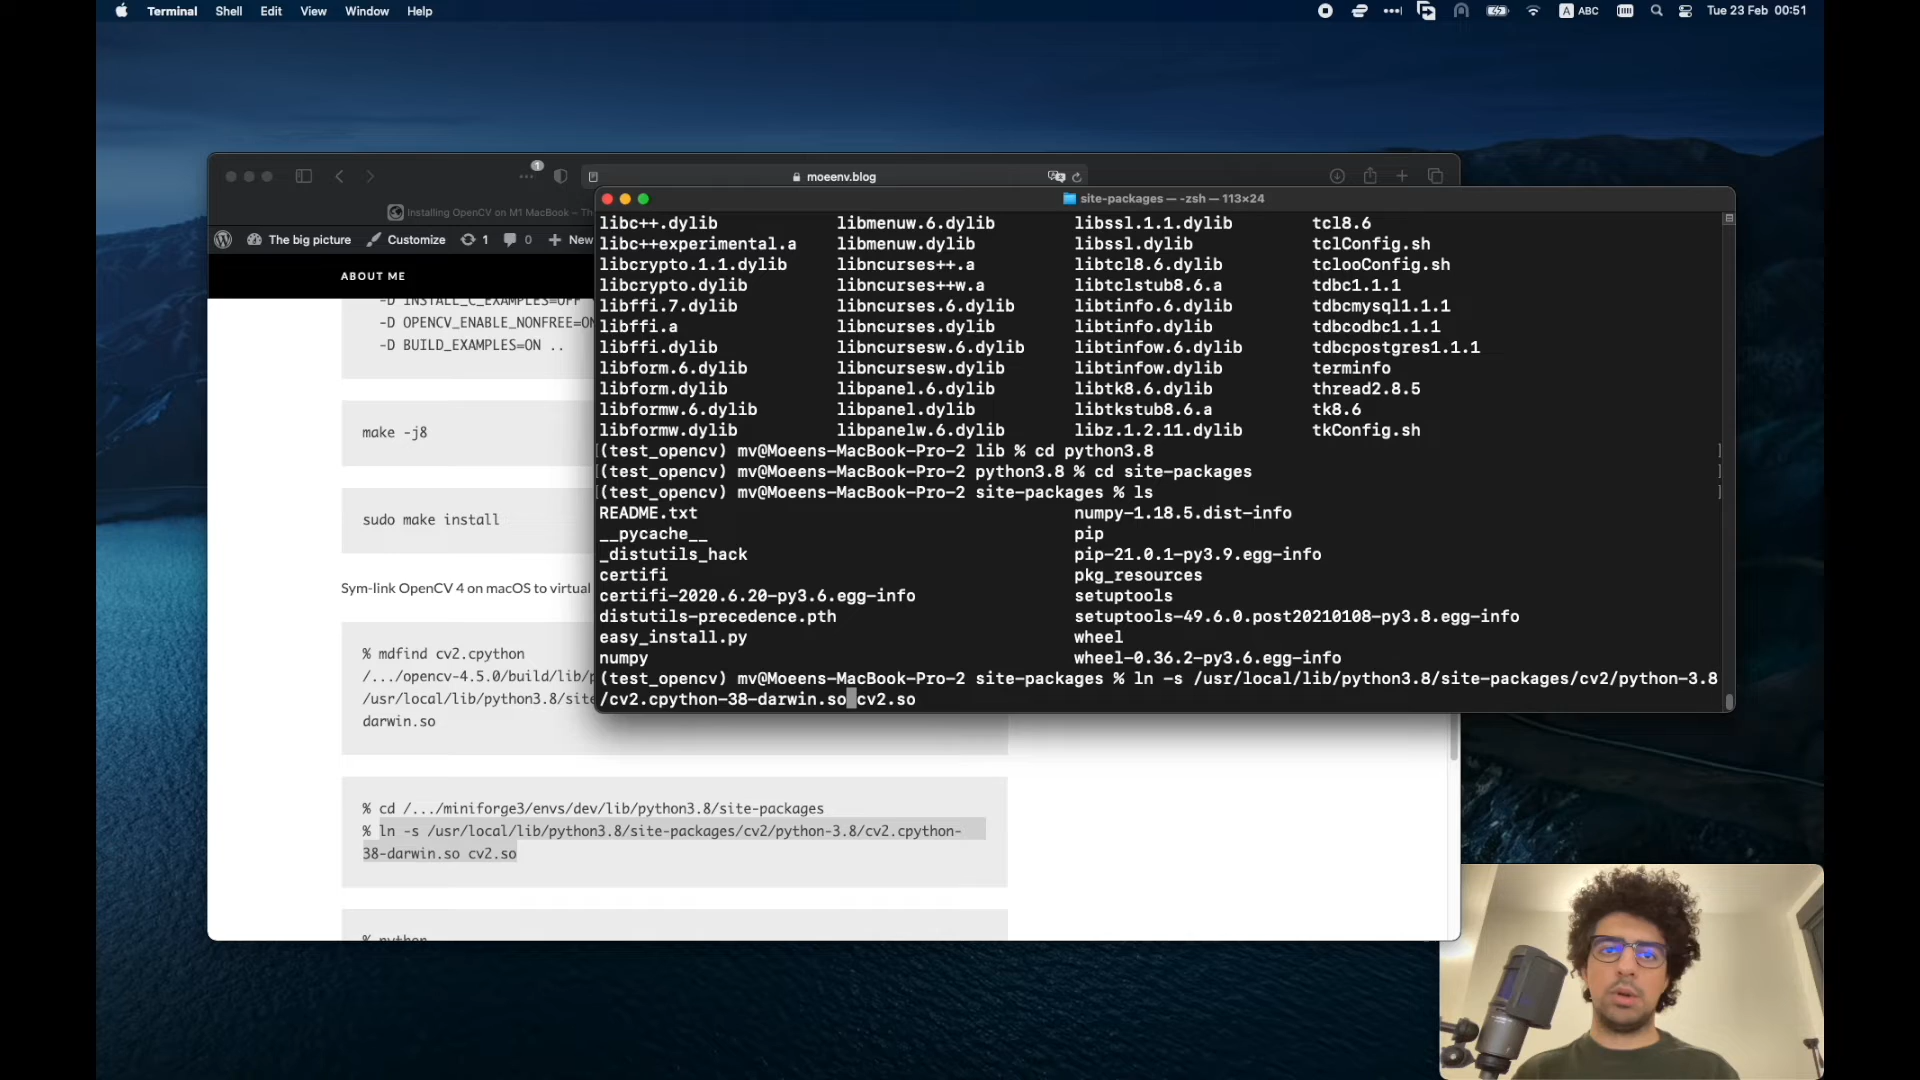 Terminal Shell Edit View Window Help ABC Tue 23 Feb 00:51
1
moeenv.blog
Installing OpenCV on M1 MacBook – Th
The big picture Customize 1 0 New
ABOUT ME
-D INSTALL_C_EXAMPLES=OFF
-D OPENCV_ENABLE_NONFREE=ON
-D BUILD_EXAMPLES=ON ..
make -j8
sudo make install
Sym-link OpenCV 4 on macOS to virtual
% mdfind cv2.cpython
/.../opencv-4.5.0/build/lib/
/usr/local/lib/python3.8/site
darwin.so
% cd /.../miniforge3/envs/dev/lib/python3.8/site-packages
% ln -s /usr/local/lib/python3.8/site-packages/cv2/python-3.8/cv2.cpython-
38-darwin.so cv2.so
% python
site-packages — -zsh — 113×24
libc++.dylib libmenuw.6.dylib libssl.1.1.dylib tcl8.6
libc++experimental.a libmenuw.dylib libssl.dylib tclConfig.sh
libcrypto.1.1.dylib libncurses++.a libtcl8.6.dylib tclooConfig.sh
libcrypto.dylib libncurses++w.a libtclstub8.6.a tdbc1.1.1
libffi.7.dylib libncurses.6.dylib libtinfo.6.dylib tdbcmysql1.1.1
libffi.a libncurses.dylib libtinfo.dylib tdbcodbc1.1.1
libffi.dylib libncursesw.6.dylib libtinfow.6.dylib tdbcpostgres1.1.1
libform.6.dylib libncursesw.dylib libtinfow.dylib terminfo
libform.dylib libpanel.6.dylib libtk8.6.dylib thread2.8.5
libformw.6.dylib libpanel.dylib libtkstub8.6.a tk8.6
libformw.dylib libpanelw.6.dylib libz.1.2.11.dylib tkConfig.sh
[(test_opencv) mv@Moeens-MacBook-Pro-2 lib % cd python3.8 ]
[(test_opencv) mv@Moeens-MacBook-Pro-2 python3.8 % cd site-packages ]
[(test_opencv) mv@Moeens-MacBook-Pro-2 site-packages % ls ]
README.txt numpy-1.18.5.dist-info
__pycache__ pip
_distutils_hack pip-21.0.1-py3.9.egg-info
certifi pkg_resources
certifi-2020.6.20-py3.6.egg-info setuptools
distutils-precedence.pth setuptools-49.6.0.post20210108-py3.8.egg-info
easy_install.py wheel
numpy wheel-0.36.2-py3.6.egg-info
(test_opencv) mv@Moeens-MacBook-Pro-2 site-packages % ln -s /usr/local/lib/python3.8/site-packages/cv2/python-3.8
/cv2.cpython-38-darwin.so cv2.so